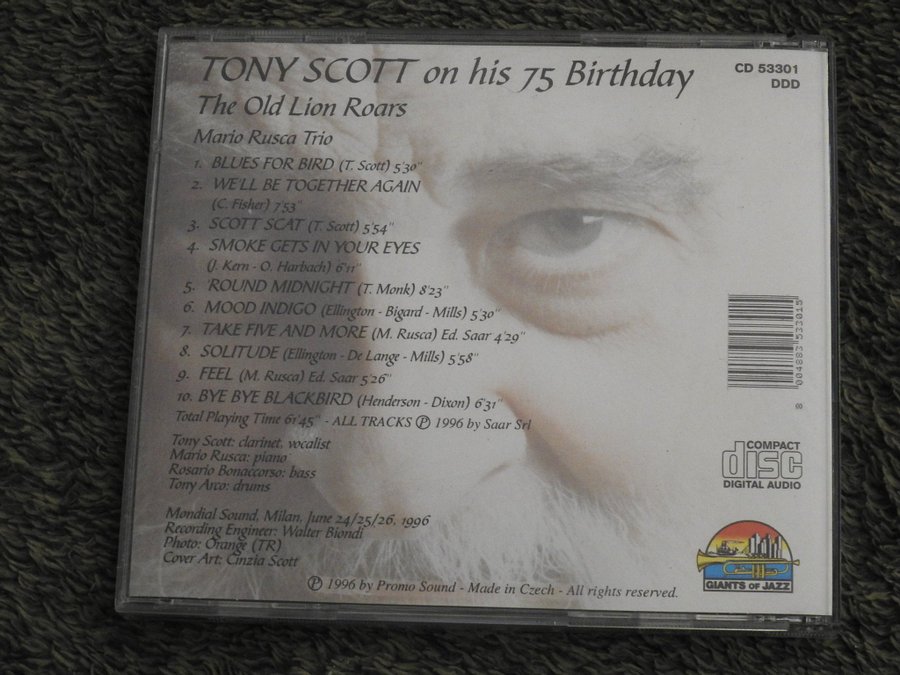 TONY SCOTT on his 75 Birthday
CD 53301
DDD
The Old Lion Roars
Mario Rusca Trio
1. BLUES FOR BIRD (T. Scott) 5'30"
2. WE'LL BE TOGETHER AGAIN
(C. Fisher) 7'53"
3. SCOTT SCAT (T. Scott) 5'54"
4. SMOKE GETS IN YOUR EYES
(J. Kern - O. Harbach) 6'11"
5. 'ROUND MIDNIGHT (T. Monk) 8'23"
6. MOOD INDIGO (Ellington - Bigard - Mills) 5'30"
7. TAKE FIVE AND MORE (M. Rusca) Ed. Saar 4'29"
8. SOLITUDE (Ellington - De Lange - Mills) 5'58"
9. FEEL (M. Rusca) Ed. Saar 5'26"
10. BYE BYE BLACKBIRD (Henderson - Dixon) 6'31"
Total Playing Time 61'45" - ALL TRACKS ℗ 1996 by Saar Srl
Tony Scott: clarinet, vocalist
Mario Rusca: piano
Rosario Bonaccorso: bass
Tony Arco: drums
Mondial Sound, Milan, June 24/25/26, 1996
Recording Engineer: Walter Biondi
Photo: Orange (TR)
Cover Art: Cinzia Scott
℗ 1996 by Promo Sound - Made in Czech - All rights reserved.
8 004883 533015
COMPACT
disc
DIGITAL AUDIO
GIANTS OF JAZZ